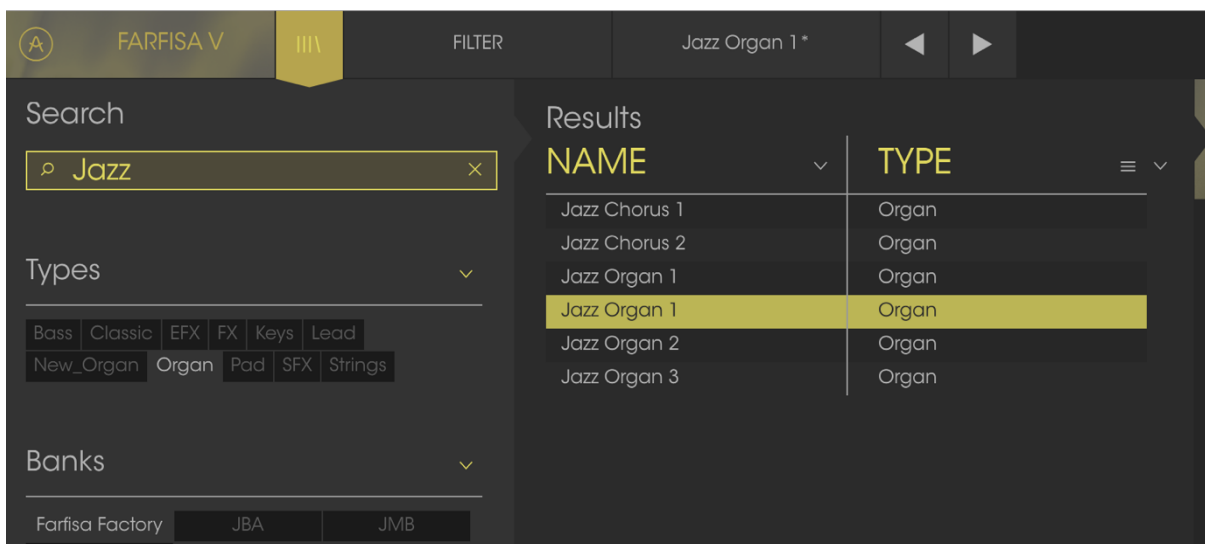 FARFISA V FILTER Jazz Organ 1*
Search
Jazz
Types
Bass Classic EFX FX Keys Lead
New_Organ Organ Pad SFX Strings
Banks
Farfisa Factory JBA JMB
Results
NAME TYPE
Jazz Chorus 1 Organ
Jazz Chorus 2 Organ
Jazz Organ 1 Organ
Jazz Organ 1 Organ
Jazz Organ 2 Organ
Jazz Organ 3 Organ